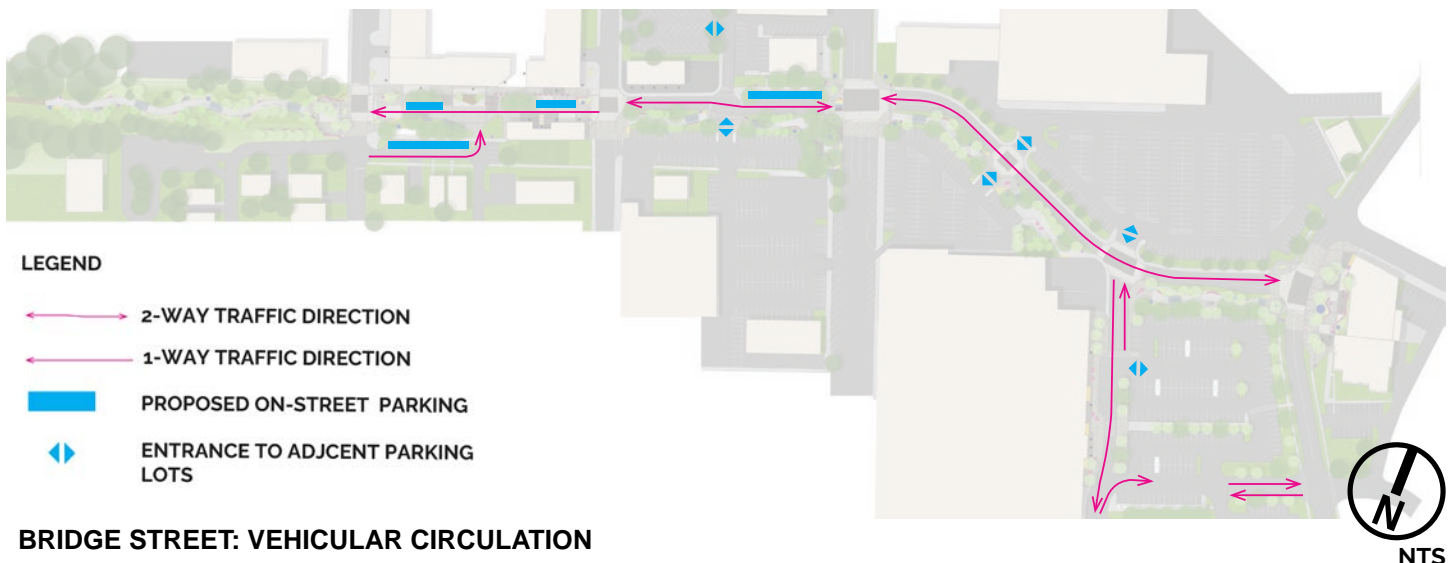 LEGEND
2-WAY TRAFFIC DIRECTION
1-WAY TRAFFIC DIRECTION
PROPOSED ON-STREET PARKING
ENTRANCE TO ADJCENT PARKING
LOTS
BRIDGE STREET: VEHICULAR CIRCULATION
N
NTS